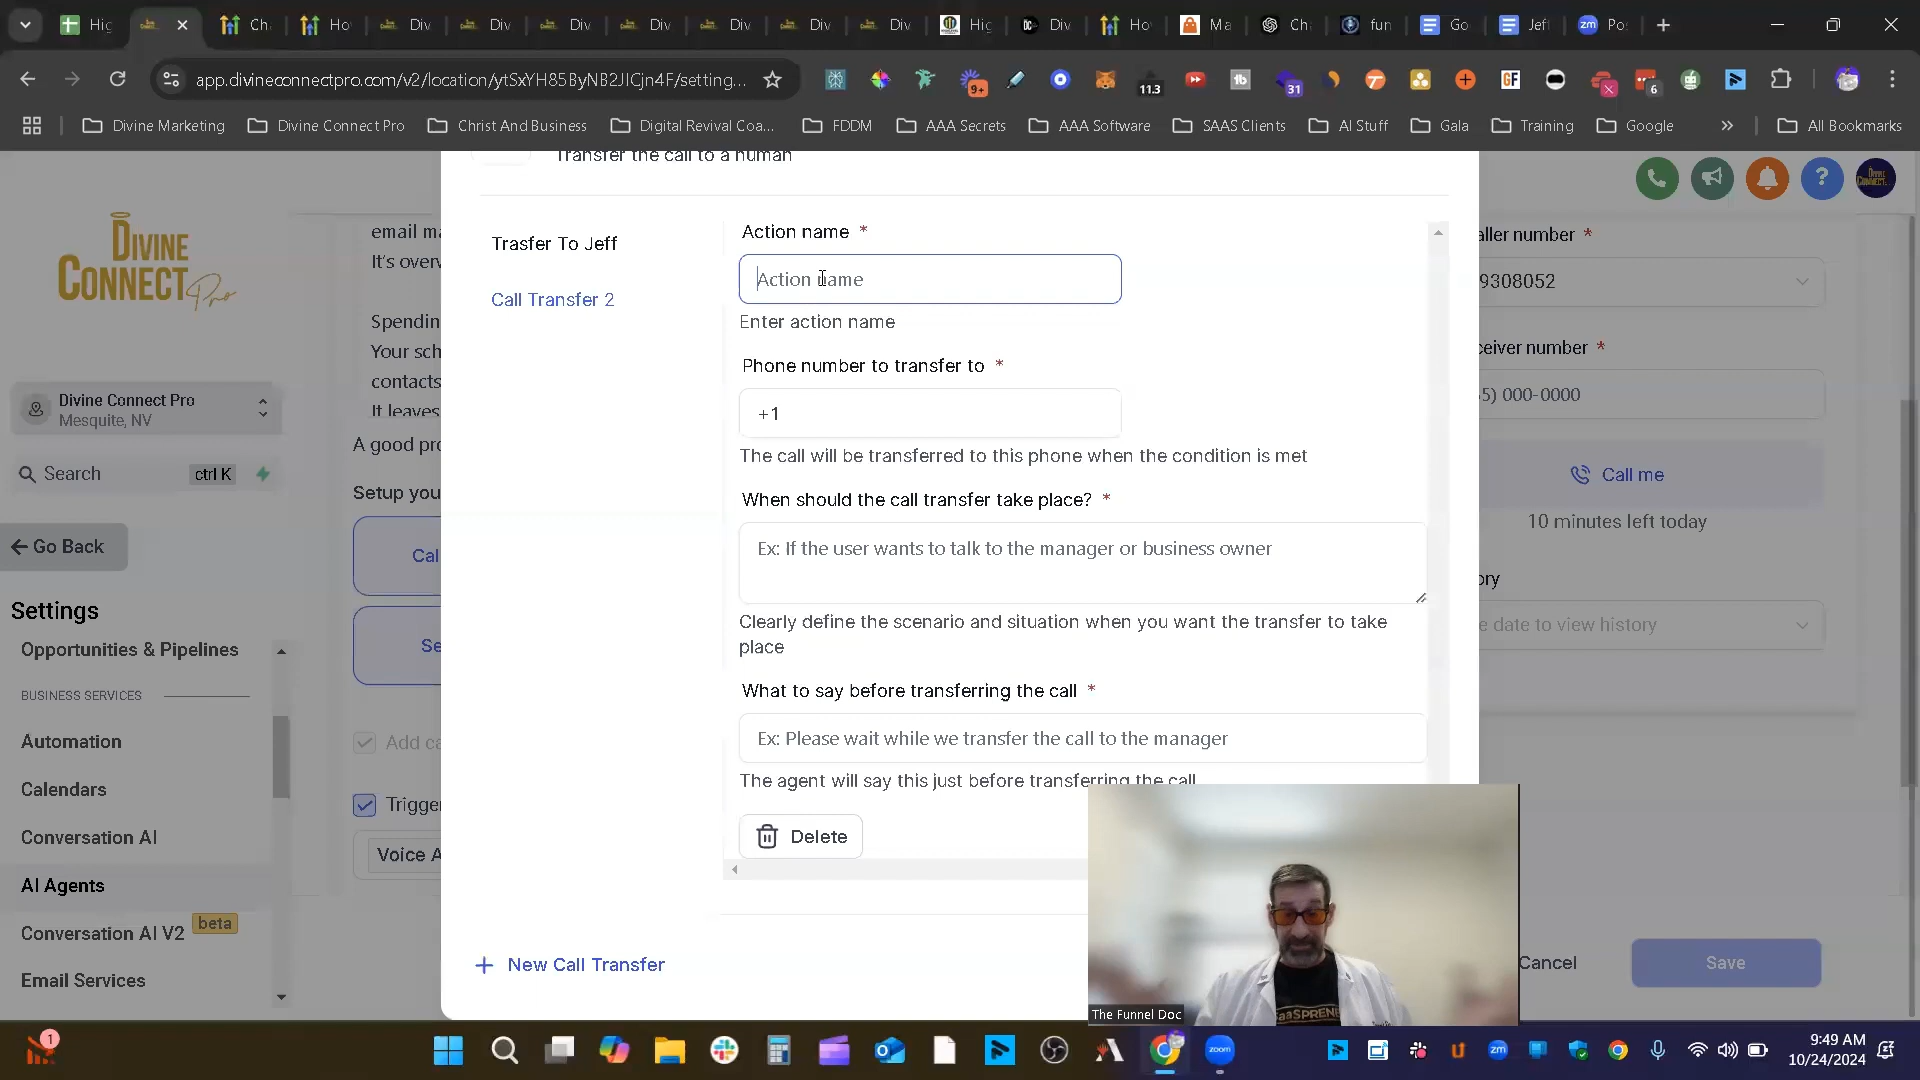 Hig
Ch
Ho
Div
Div
Div
Div
Div
Div
Div
Hig
Div
Ho
Ma
Ch
fun
Go
Jeff
Po
app.divineconnectpro.com/v2/location/ytSxYH85ByNB2JICjn4F/setting...
9+
11.3
31
GF
6
Divine Marketing
Divine Connect Pro
Christ And Business
Digital Revival Coa...
FDDM
AAA Secrets
AAA Software
SAAS Clients
AI Stuff
Gala
Training
Google
All Bookmarks
Transfer the call to a human
DIVINE
CONNECT
Pro
Divine Connect Pro
Mesquite, NV
Search
ctrl K
Go Back
Settings
Opportunities & Pipelines
BUSINESS SERVICES
Automation
Calendars
Conversation AI
AI Agents
Conversation AI V2
beta
Email Services
email ma
It's over
Spendin
Your sch
contacts
It leaves
A good pro
Setup you
Cal
Se
Add ca
Trigger
Voice A
Trasfer To Jeff
Call Transfer 2
New Call Transfer
Action name *
Action name
Enter action name
Phone number to transfer to *
+1
The call will be transferred to this phone when the condition is met
When should the call transfer take place? *
Ex: If the user wants to talk to the manager or business owner
Clearly define the scenario and situation when you want the transfer to take
place
What to say before transferring the call *
Ex: Please wait while we transfer the call to the manager
The agent will say this just before transferring the call
Delete
aller number *
9308052
ceiver number *
5) 000-0000
Call me
10 minutes left today
ory
e date to view history
Cancel
Save
SaaSPRENE
The Funnel Doc
1
zoom
zm
9:49 AM
10/24/2024